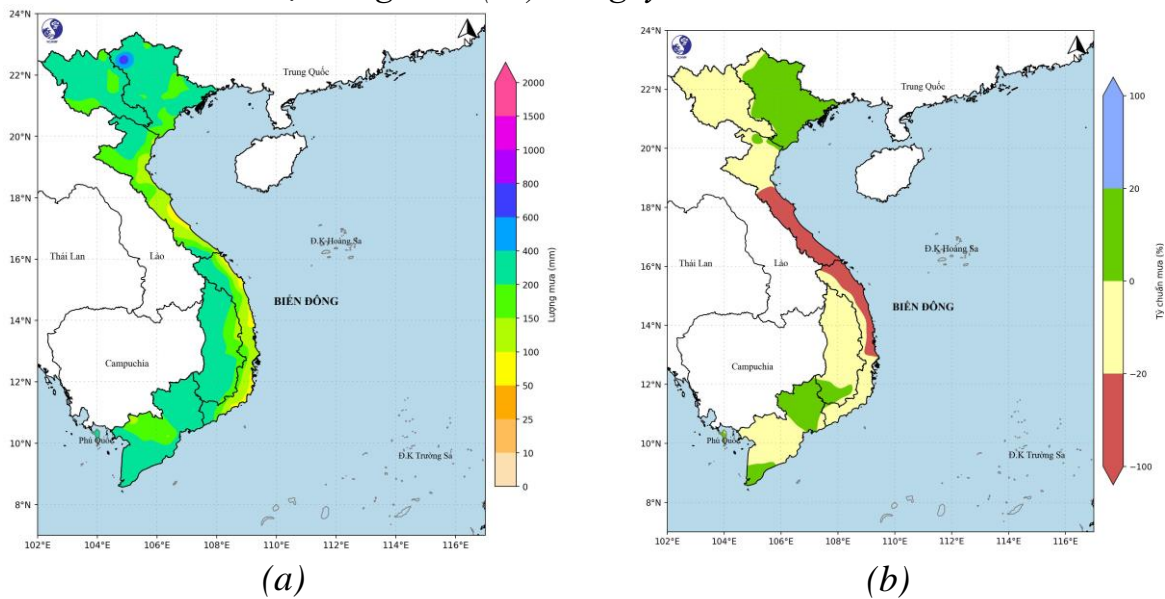 24°N
22°N
20°N
18°N
16°N
14°N
12°N
10°N
8°N
102°E
104°E
106°E
108°E
110°E
112°E
114°E
116°E
Trung Quốc
Đ.K Hoàng Sa
Thái Lan
Lào
BIỂN ĐÔNG
Campuchia
Phú Quốc
Đ.K Trường Sa
2000
1500
1000
800
600
400
200
150
100
50
25
10
0
Lượng mưa (mm)
(a)
24°N
22°N
20°N
18°N
16°N
14°N
12°N
10°N
8°N
102°E
104°E
106°E
108°E
110°E
112°E
114°E
116°E
Trung Quốc
Đ.K Hoàng Sa
Thái Lan
Lào
BIỂN ĐÔNG
Campuchia
Phú Quốc
Đ.K Trường Sa
100
20
0
−20
−100
Tỷ chuẩn mưa (%)
(b)